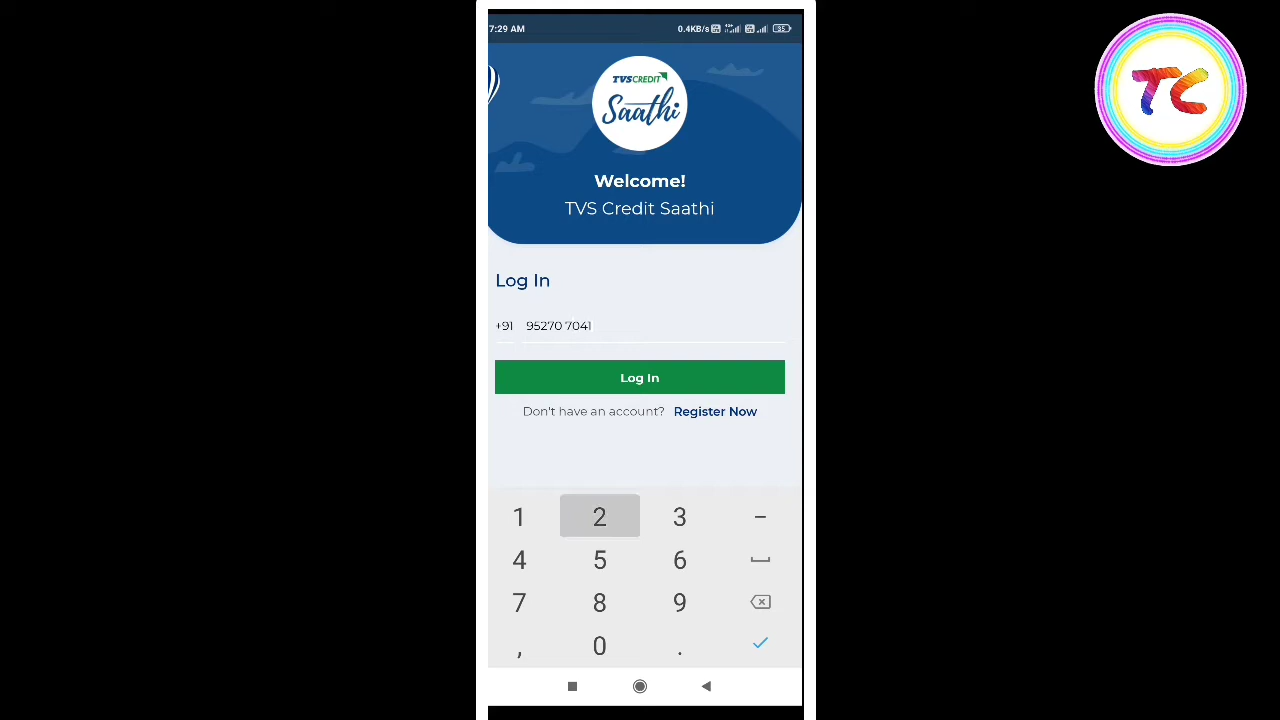 7:29 AM 0.4KB/s 35
TVS CREDIT
Saathi
TC
Welcome!
TVS Credit Saathi
Log In
+91 95270 7041
Log In
Don't have an account? Register Now
1 2 3 –
4 5 6
7 8 9
, 0 .